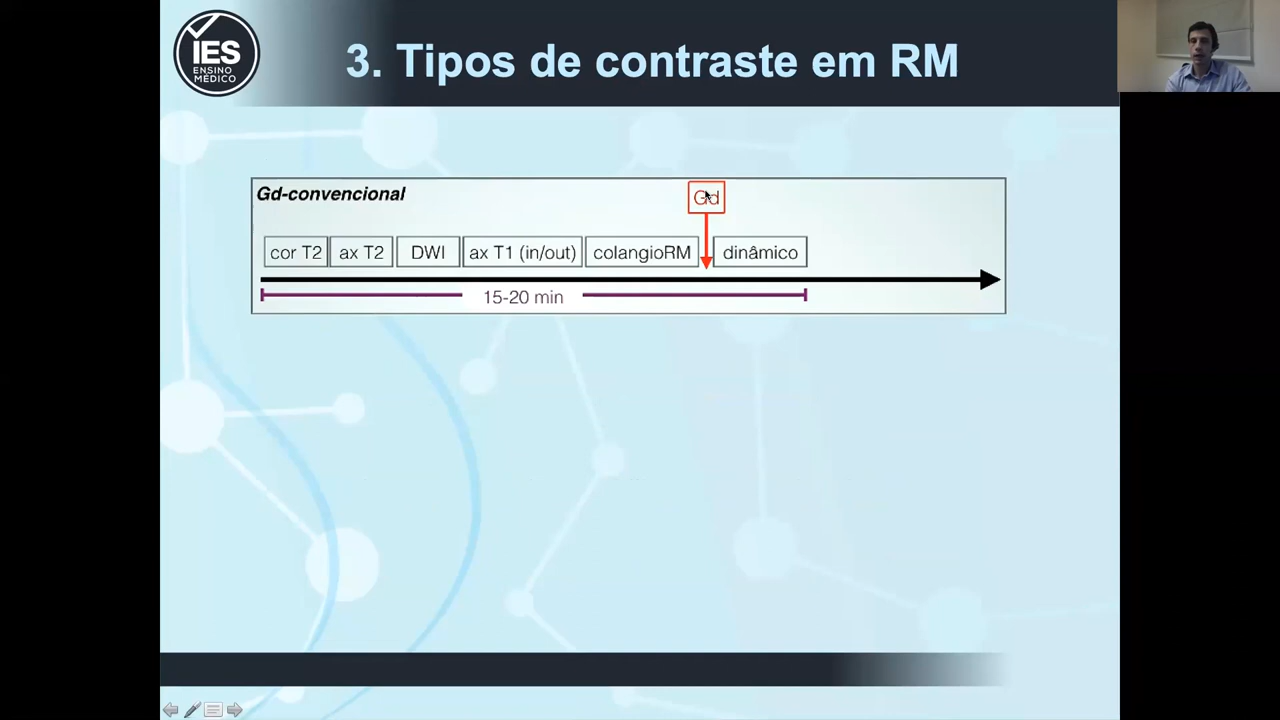 IES
ENSINO
MÉDICO
3. Tipos de contraste em RM
Gd-convencional
Gd
cor T2
ax T2
DWI
ax T1 (in/out)
colangioRM
dinâmico
15-20 min